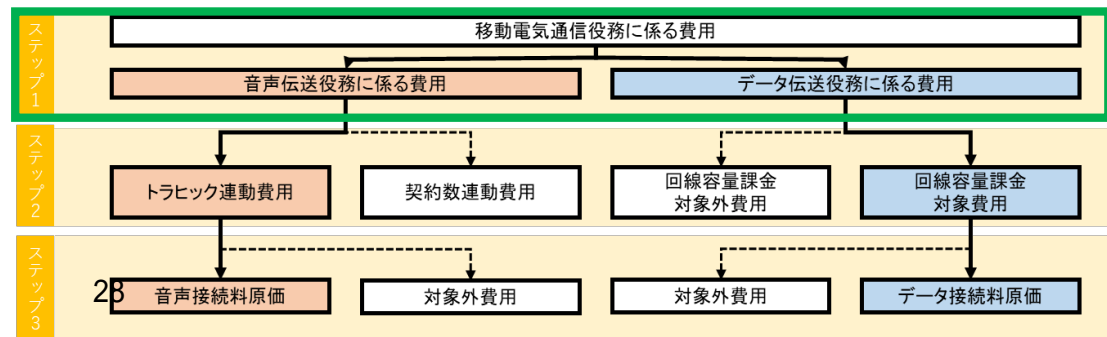 ステップ1
移動電気通信役務に係る費用
音声伝送役務に係る費用
データ伝送役務に係る費用
ステップ2
トラヒック連動費用
契約数連動費用
回線容量課金
対象外費用
回線容量課金
対象費用
ステップ3
28
音声接続料原価
対象外費用
対象外費用
データ接続料原価